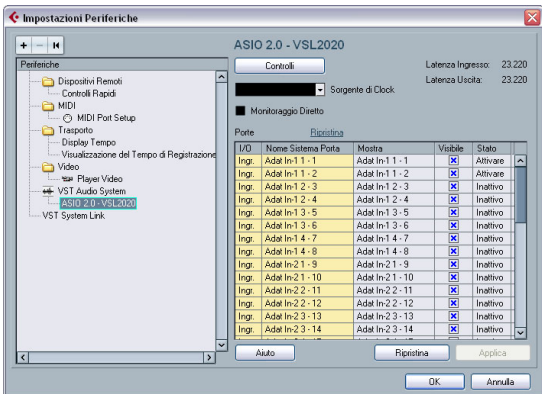 Impostazioni Periferiche
Periferiche
Dispositivi Remoti
Controlli Rapidi
MIDI
MIDI Port Setup
Trasporto
Display Tempo
Visualizzazione del Tempo di Registrazione
Video
Player Video
VST Audio System
ASIO 2.0 - VSL2020
VST System Link
ASIO 2.0 - VSL2020
Controlli
Latenza Ingresso: 23.220
Sorgente di Clock
Latenza Uscita: 23.220
Monitoraggio Diretto
Porte Ripristina
I/O Nome Sistema Porta Mostra Visibile Stato
Ingr. Adat In-1 1 - 1 Adat In-1 1 - 1 Attivare
Ingr. Adat In-1 1 - 2 Adat In-1 1 - 2 Attivare
Ingr. Adat In-1 2 - 3 Adat In-1 2 - 3 Inattivo
Ingr. Adat In-1 2 - 4 Adat In-1 2 - 4 Inattivo
Ingr. Adat In-1 3 - 5 Adat In-1 3 - 5 Inattivo
Ingr. Adat In-1 3 - 6 Adat In-1 3 - 6 Inattivo
Ingr. Adat In-1 4 - 7 Adat In-1 4 - 7 Inattivo
Ingr. Adat In-1 4 - 8 Adat In-1 4 - 8 Inattivo
Ingr. Adat In-2 1 - 9 Adat In-2 1 - 9 Inattivo
Ingr. Adat In-2 1 - 10 Adat In-2 1 - 10 Inattivo
Ingr. Adat In-2 2 - 11 Adat In-2 2 - 11 Inattivo
Ingr. Adat In-2 2 - 12 Adat In-2 2 - 12 Inattivo
Ingr. Adat In-2 3 - 13 Adat In-2 3 - 13 Inattivo
Ingr. Adat In-2 3 - 14 Adat In-2 3 - 14 Inattivo
Aiuto Ripristina Applica
OK Annulla